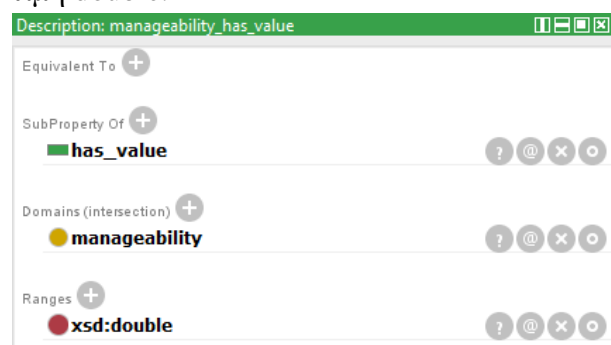 Description: manageability_has_value
Equivalent To
SubProperty Of
has_value
Domains (intersection)
manageability
Ranges
xsd:double